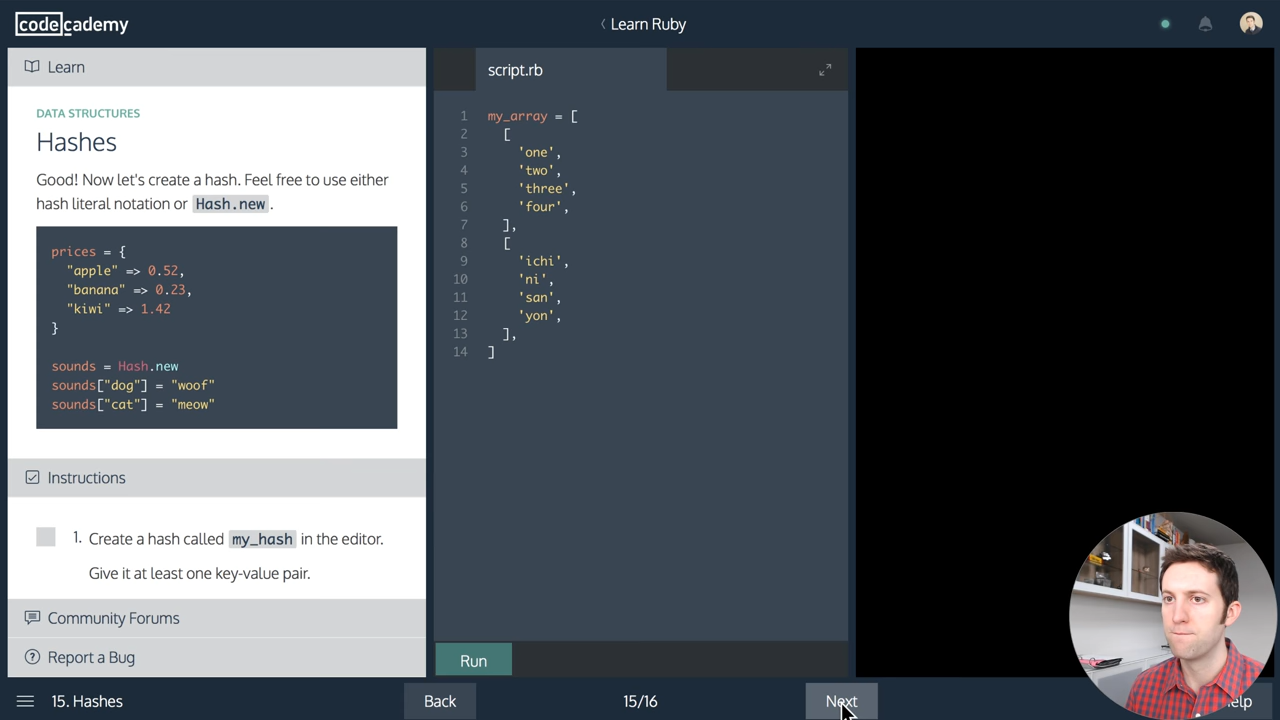 codecademy
Learn Ruby
Learn
DATA STRUCTURES
Hashes
Good! Now let's create a hash. Feel free to use either
hash literal notation or Hash.new.
prices = {
"apple" => 0.52,
"banana" => 0.23,
"kiwi" => 1.42
}
sounds = Hash.new
sounds["dog"] = "woof"
sounds["cat"] = "meow"
Instructions
1. Create a hash called my_hash in the editor.
Give it at least one key-value pair.
Community Forums
Report a Bug
script.rb
1 my_array = [
2 [
3 'one',
4 'two',
5 'three',
6 'four',
7 ],
8 [
9 'ichi',
10 'ni',
11 'san',
12 'yon',
13 ],
14 ]
Run
15. Hashes
Back
15/16
Next
elp